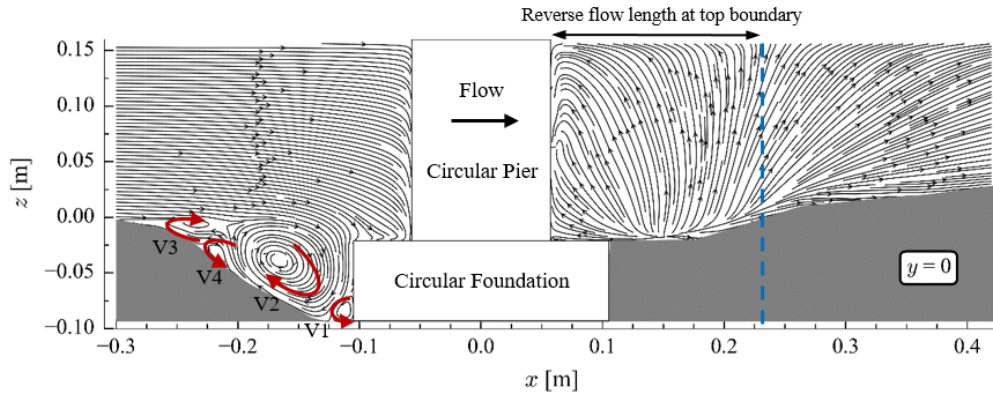 Reverse flow length at top boundary
0.15
0.10
0.05
0.00
−0.05
−0.10
z [m]
Flow
Circular Pier
Circular Foundation
V3
V4
V2
V1
y = 0
−0.3
−0.2
−0.1
0.0
0.1
0.2
0.3
0.4
x [m]